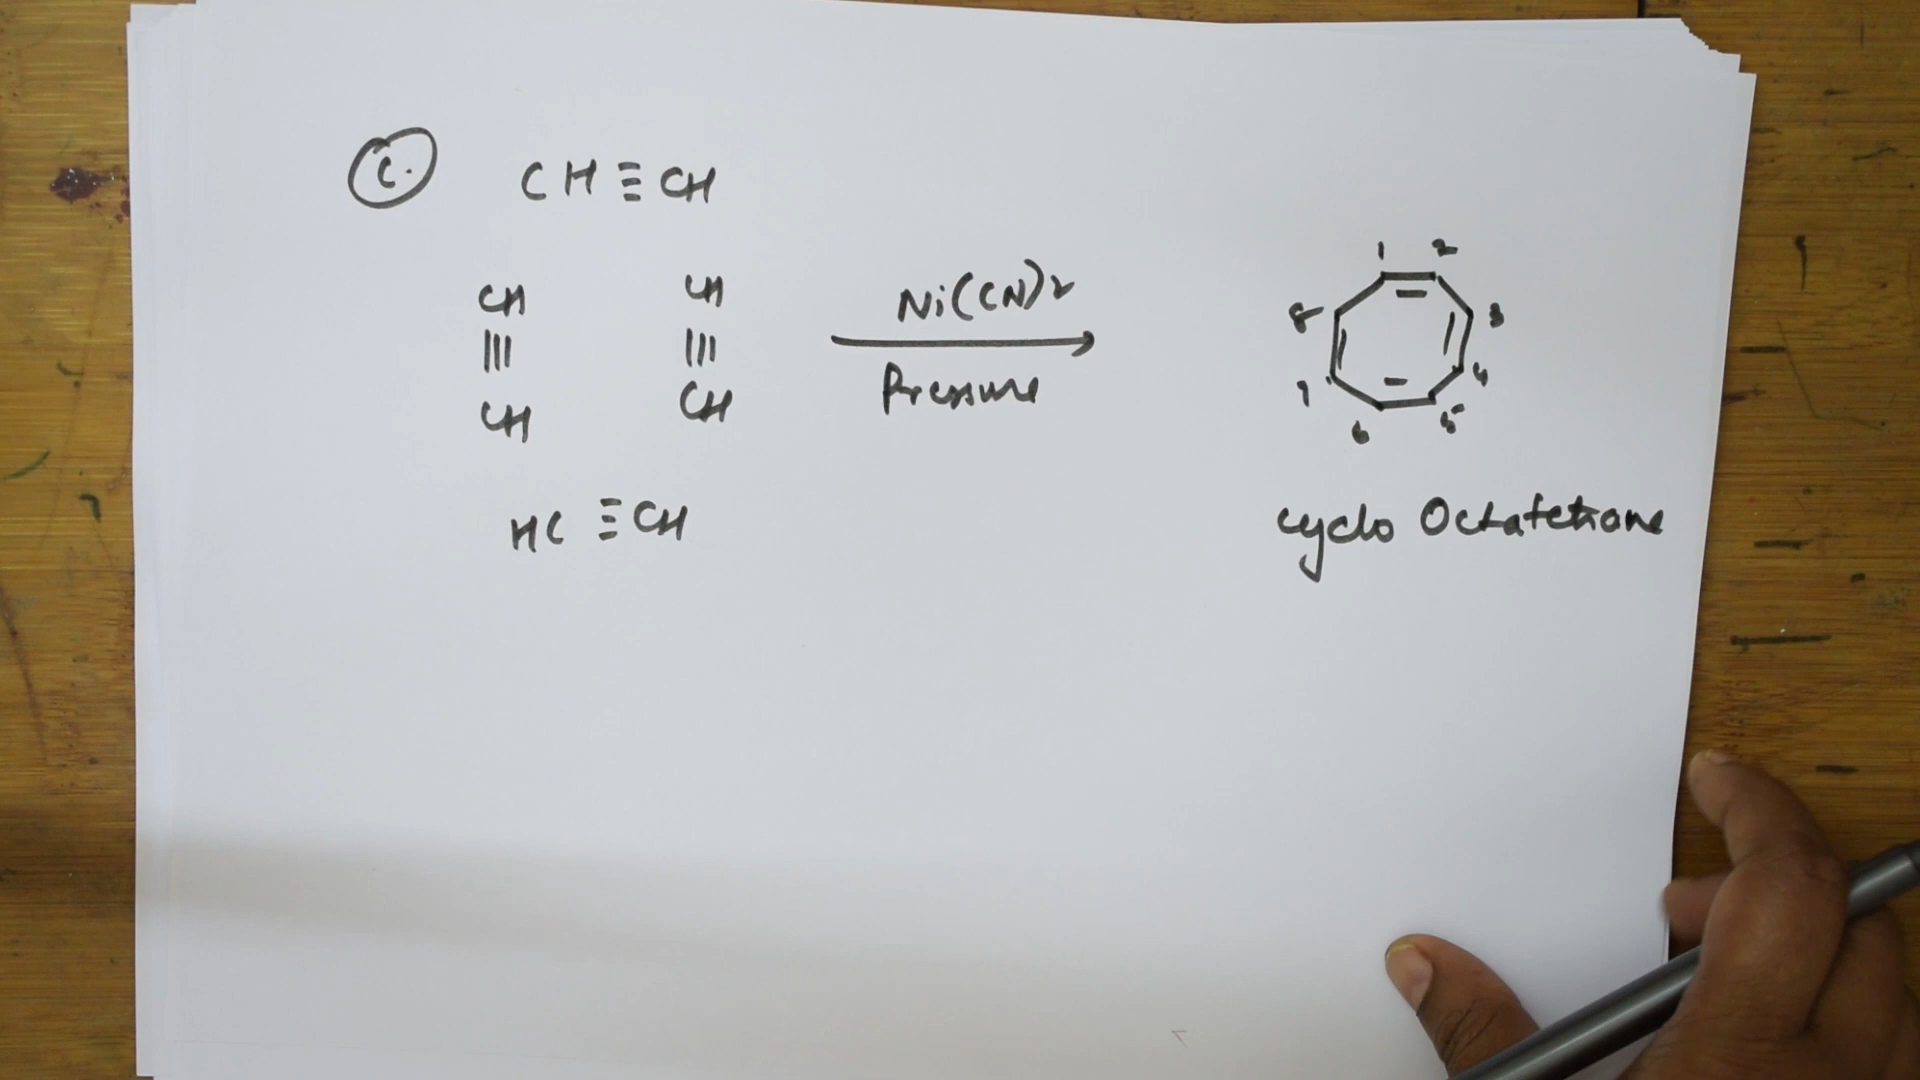 C.
CH≡CH
CH CH
||| |||
CH CH
HC≡CH
Ni(CN)2
Pressure
1 2
8 3
7 4
6 5
cyclo Octatetrane